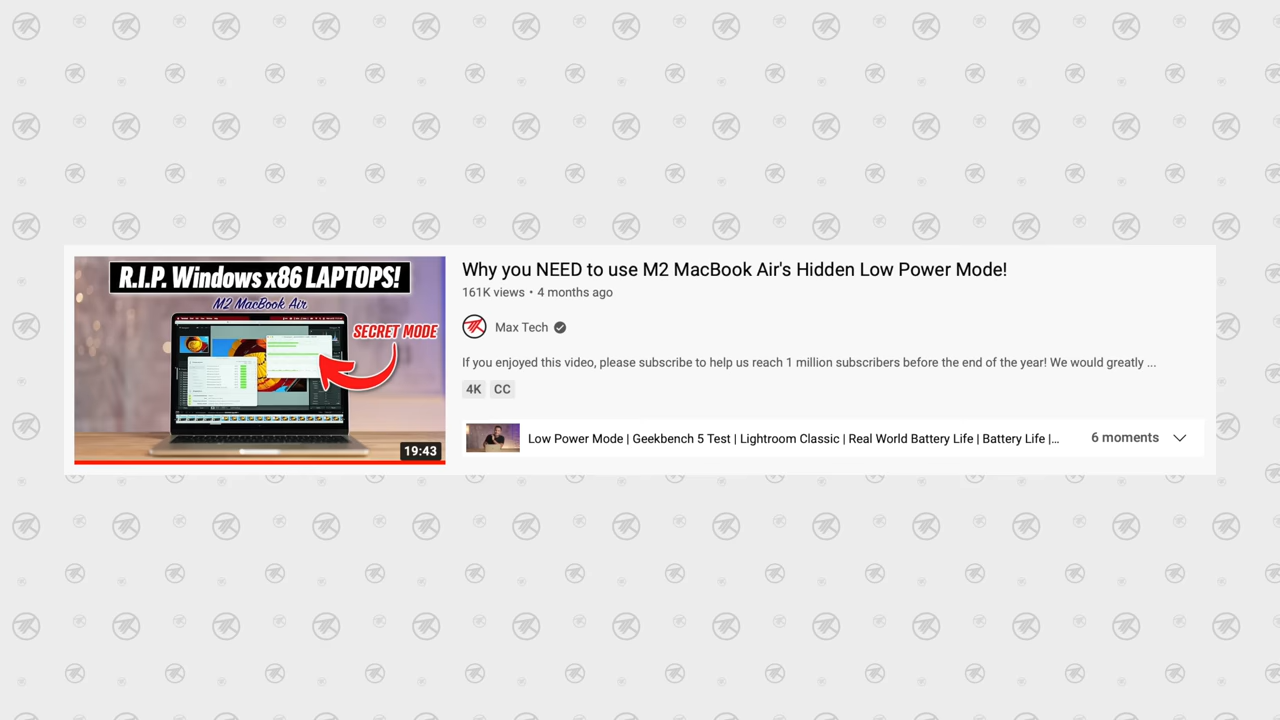 R.I.P. Windows x86 LAPTOPS!
M2 MacBook Air
SECRET MODE
19:43
Why you NEED to use M2 MacBook Air's Hidden Low Power Mode!
161K views • 4 months ago
Max Tech
If you enjoyed this video, please subscribe to help us reach 1 million subscribers before the end of the year! We would greatly ...
4K CC
Low Power Mode | Geekbench 5 Test | Lightroom Classic | Real World Battery Life | Battery Life |...
6 moments